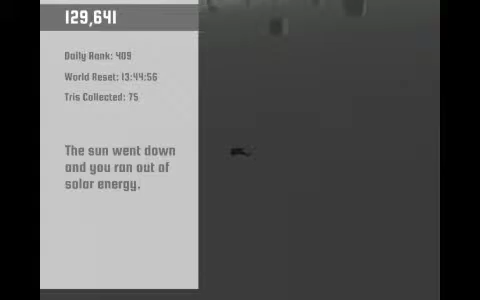 129,641
Daily Rank: 409
World Reset: 13:44:56
Tris Collected: 75
The sun went down
and you ran out of
solar energy.